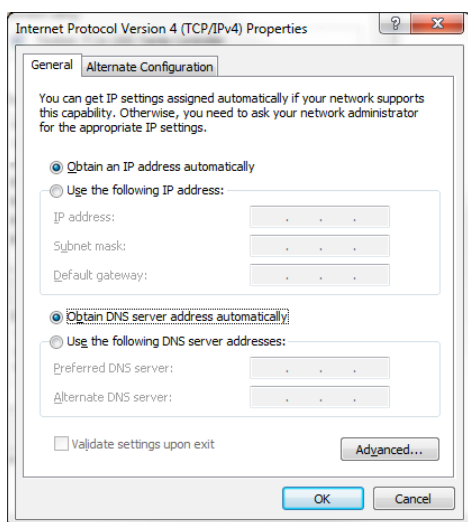 Internet Protocol Version 4 (TCP/IPv4) Properties
General
Alternate Configuration
You can get IP settings assigned automatically if your network supports
this capability. Otherwise, you need to ask your network administrator
for the appropriate IP settings.
Obtain an IP address automatically
Use the following IP address:
IP address:
Subnet mask:
Default gateway:
Obtain DNS server address automatically
Use the following DNS server addresses:
Preferred DNS server:
Alternate DNS server:
Validate settings upon exit
Advanced...
OK
Cancel